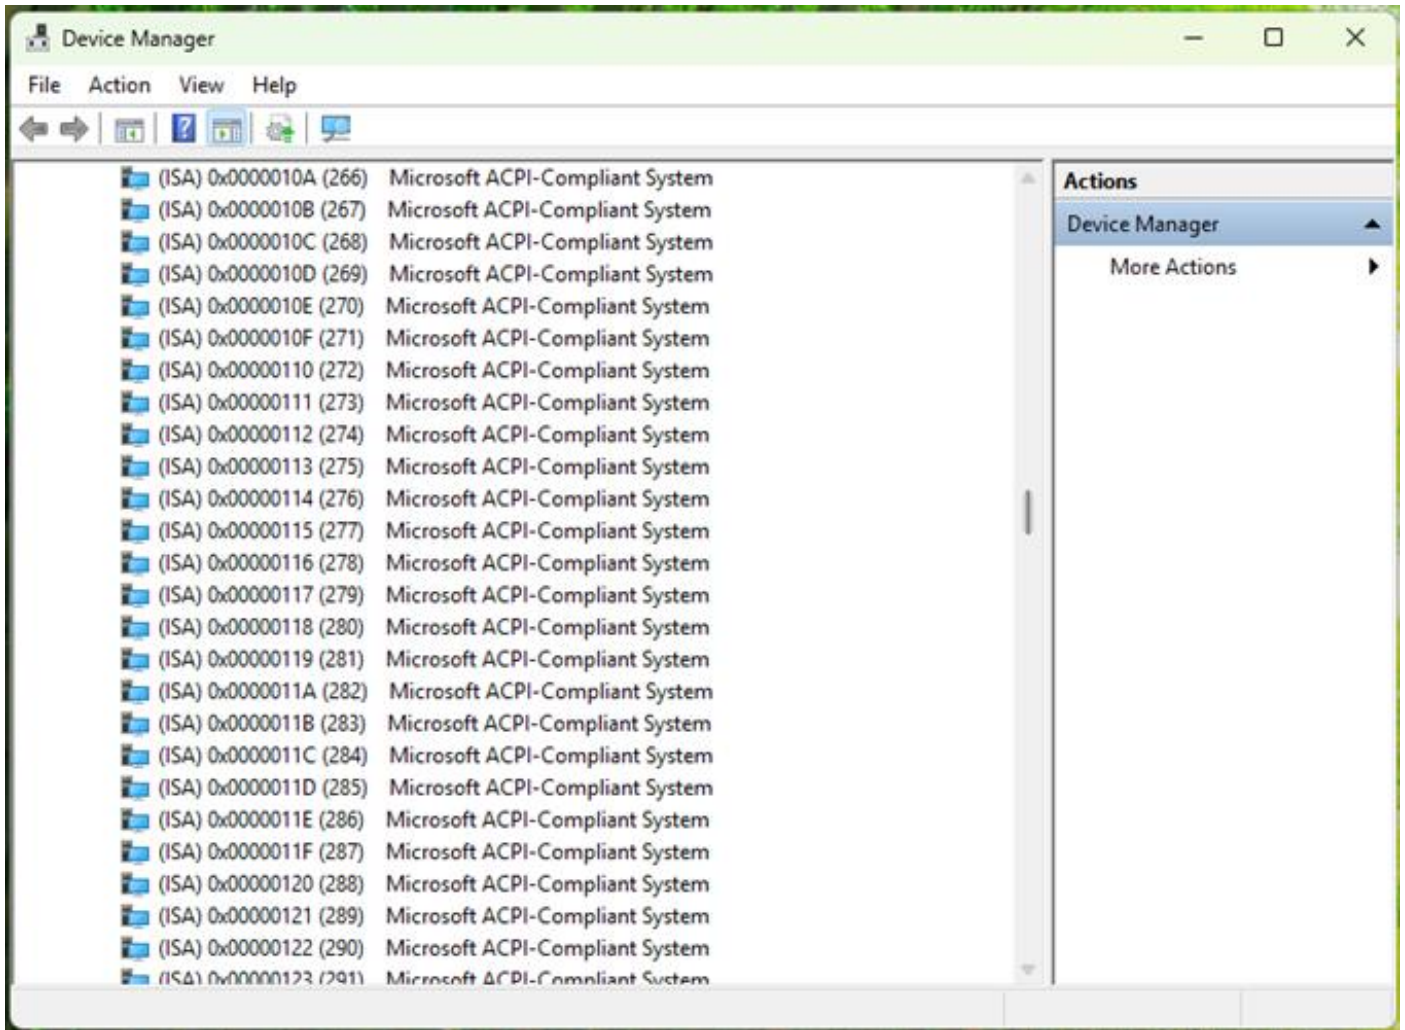 Device Manager
File Action View Help
(ISA) 0x0000010A (266) Microsoft ACPI-Compliant System
(ISA) 0x0000010B (267) Microsoft ACPI-Compliant System
(ISA) 0x0000010C (268) Microsoft ACPI-Compliant System
(ISA) 0x0000010D (269) Microsoft ACPI-Compliant System
(ISA) 0x0000010E (270) Microsoft ACPI-Compliant System
(ISA) 0x0000010F (271) Microsoft ACPI-Compliant System
(ISA) 0x00000110 (272) Microsoft ACPI-Compliant System
(ISA) 0x00000111 (273) Microsoft ACPI-Compliant System
(ISA) 0x00000112 (274) Microsoft ACPI-Compliant System
(ISA) 0x00000113 (275) Microsoft ACPI-Compliant System
(ISA) 0x00000114 (276) Microsoft ACPI-Compliant System
(ISA) 0x00000115 (277) Microsoft ACPI-Compliant System
(ISA) 0x00000116 (278) Microsoft ACPI-Compliant System
(ISA) 0x00000117 (279) Microsoft ACPI-Compliant System
(ISA) 0x00000118 (280) Microsoft ACPI-Compliant System
(ISA) 0x00000119 (281) Microsoft ACPI-Compliant System
(ISA) 0x0000011A (282) Microsoft ACPI-Compliant System
(ISA) 0x0000011B (283) Microsoft ACPI-Compliant System
(ISA) 0x0000011C (284) Microsoft ACPI-Compliant System
(ISA) 0x0000011D (285) Microsoft ACPI-Compliant System
(ISA) 0x0000011E (286) Microsoft ACPI-Compliant System
(ISA) 0x0000011F (287) Microsoft ACPI-Compliant System
(ISA) 0x00000120 (288) Microsoft ACPI-Compliant System
(ISA) 0x00000121 (289) Microsoft ACPI-Compliant System
(ISA) 0x00000122 (290) Microsoft ACPI-Compliant System
(ISA) 0x00000123 (291) Microsoft ACPI-Compliant System
Actions
Device Manager
More Actions